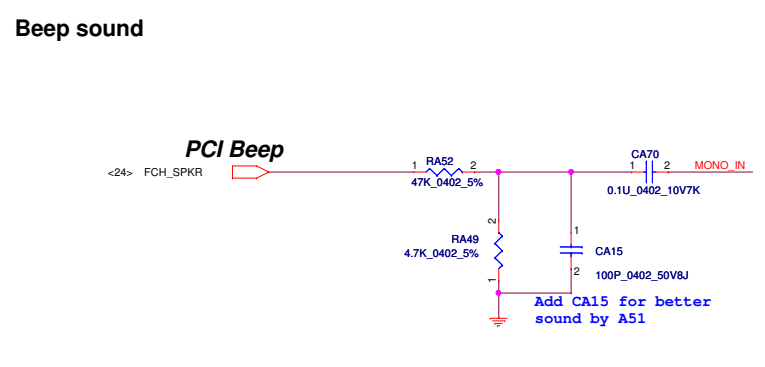 Beep sound
PCI Beep
<24> FCH_SPKR
1 RA52 2
47K_0402_5%
CA70
1 2 MONO_IN
0.1U_0402_10V7K
2
RA49
4.7K_0402_5%
1
1
CA15
2
100P_0402_50V8J
Add CA15 for better
sound by A51